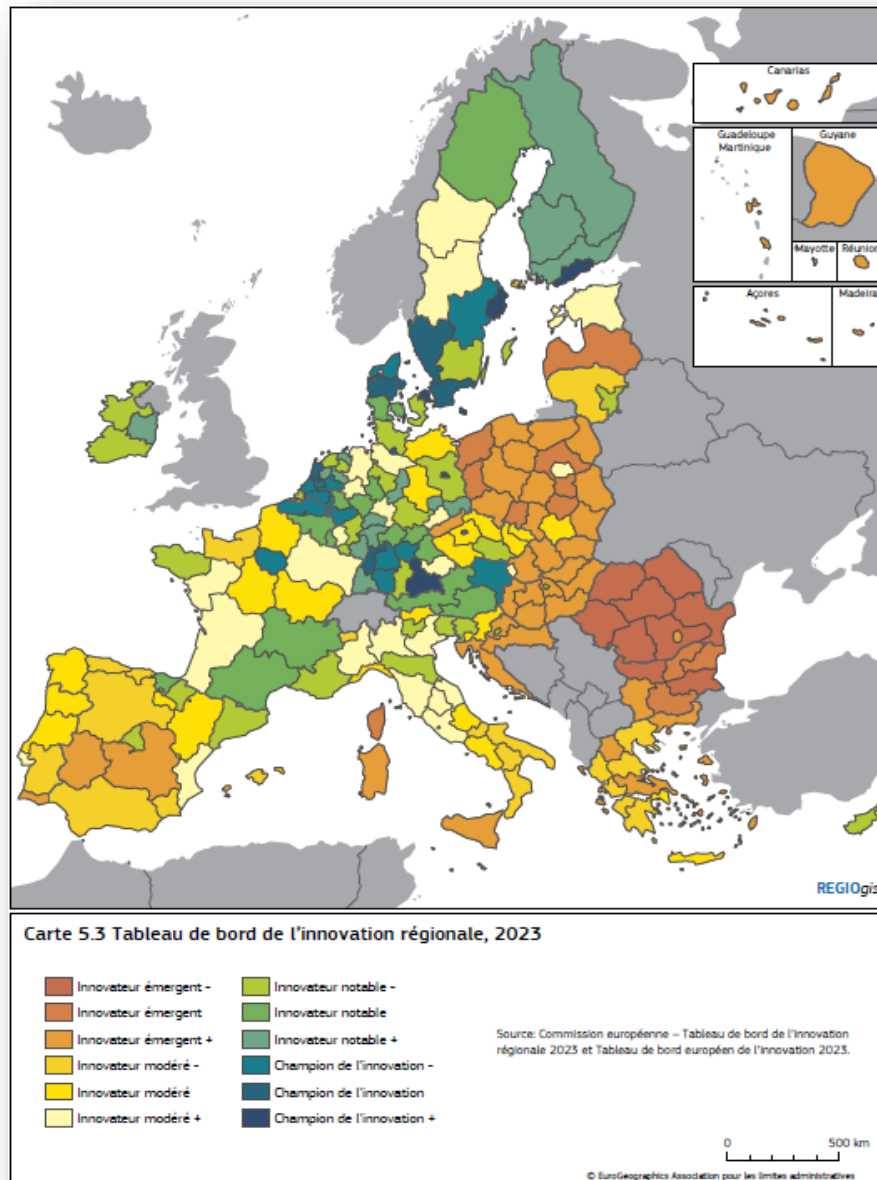 Canarias
Guadeloupe
Martinique
Guyane
Mayotte
Réunion
Açores
Madeira
REGIOgis
Carte 5.3 Tableau de bord de l'innovation régionale, 2023
Innovateur émergent -
Innovateur émergent
Innovateur émergent +
Innovateur modéré -
Innovateur modéré
Innovateur modéré +
Innovateur notable -
Innovateur notable
Innovateur notable +
Champion de l'innovation -
Champion de l'innovation
Champion de l'innovation +
Source: Commission européenne – Tableau de bord de l'innovation
régionale 2023 et Tableau de bord européen de l'innovation 2023.
0 500 km
© EuroGeographics Association pour les limites administratives